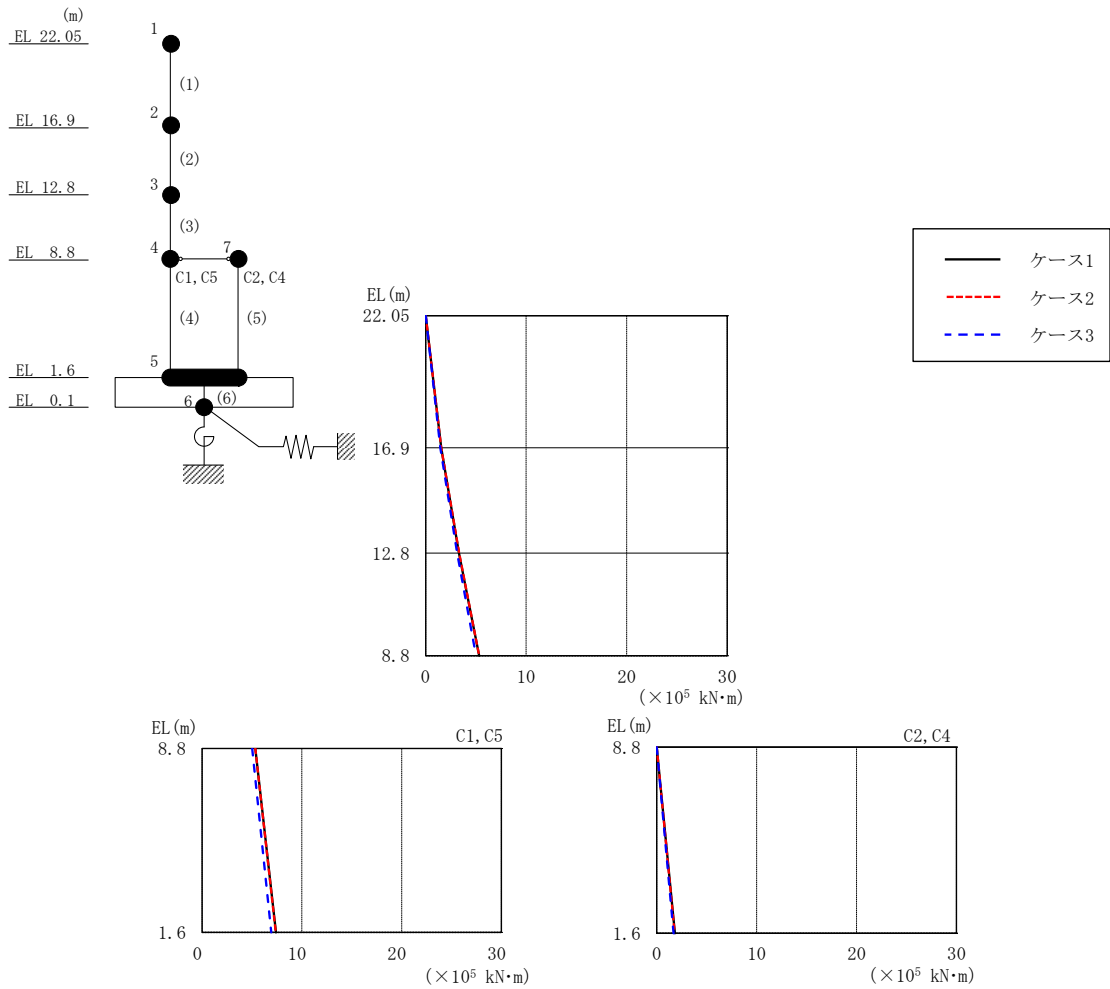 (m)
EL 22.05
EL 16.9
EL 12.8
EL 8.8
EL 1.6
EL 0.1
1
(1)
2
(2)
3
(3)
4
7
C1,C5
C2,C4
(4)
(5)
5
6
(6)
ケース1
ケース2
ケース3
EL(m)
22.05
16.9
12.8
8.8
0
10
20
30
(×10⁵ kN·m)
EL(m)
C1,C5
8.8
1.6
0
10
20
30
(×10⁵ kN·m)
EL(m)
C2,C4
8.8
1.6
0
10
20
30
(×10⁵ kN·m)